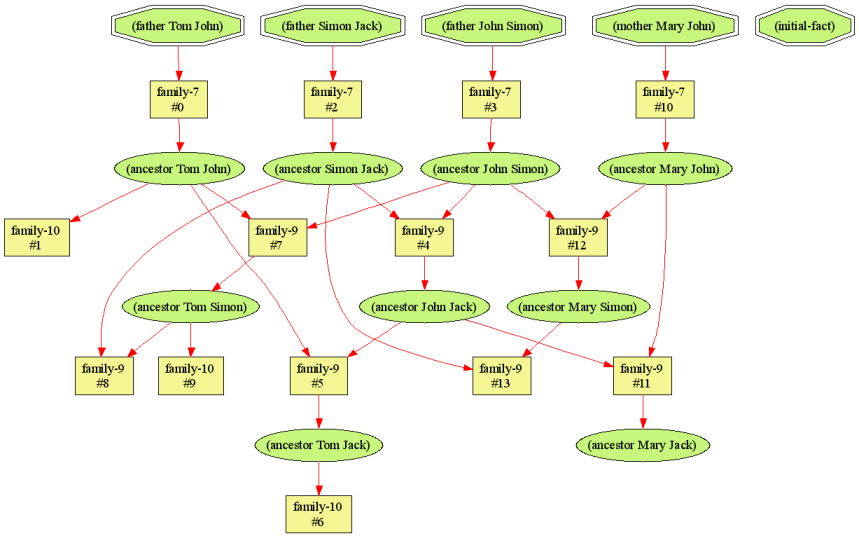 (father Tom John)
(father Simon Jack)
(father John Simon)
(mother Mary John)
(initial-fact)
family-7
#0
family-7
#2
family-7
#3
family-7
#10
(ancestor Tom John)
(ancestor Simon Jack)
(ancestor John Simon)
(ancestor Mary John)
family-10
#1
family-9
#7
family-9
#4
family-9
#12
(ancestor Tom Simon)
(ancestor John Jack)
(ancestor Mary Simon)
family-9
#8
family-10
#9
family-9
#5
family-9
#13
family-9
#11
(ancestor Tom Jack)
(ancestor Mary Jack)
family-10
#6